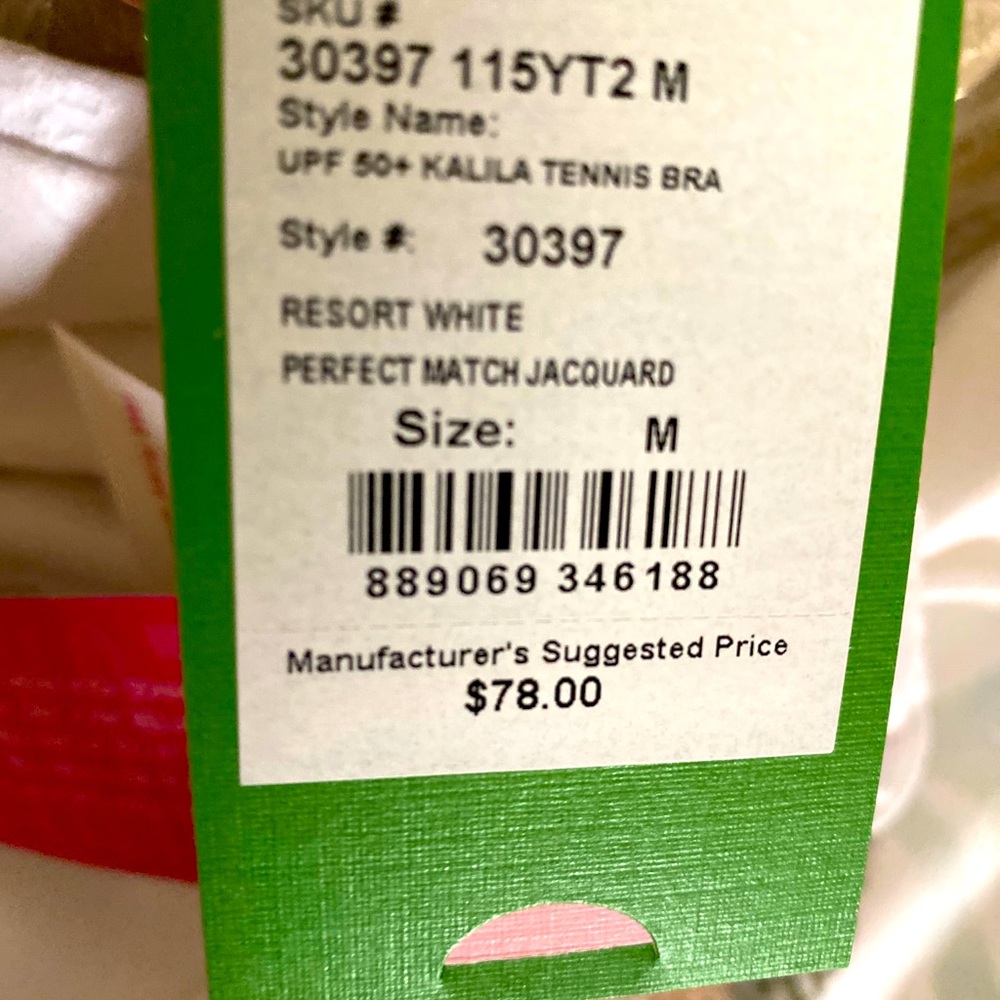 SKU #
30397 115YT2 M
Style Name:
UPF 50+ KALILA TENNIS BRA
Style #: 30397
RESORT WHITE
PERFECT MATCH JACQUARD
Size: M
889069 346188
Manufacturer's Suggested Price
$78.00